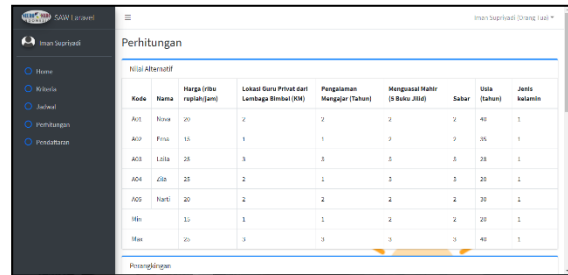 SAW Laravel
Iman Supriyadi (Orang Tua)
Iman Supriyadi
Home
Kriteria
Jadwal
Perhitungan
Pendaftaran
Perhitungan
Nilai Alternatif
Kode Nama Harga (ribu rupiah/jam) Lokasi Guru Privat dari Lembaga Bimbel (KM) Pengalaman Mengajar (Tahun) Menguasai Mahir (5 Buku Jilid) Sabar Usia (tahun) Jenis kelamin
A01 Nova 20 2 2 2 2 40 1
A02 Erna 15 1 1 2 2 35 1
A03 Laila 25 3 3 3 3 28 1
A04 Zila 25 2 1 3 3 20 1
A05 Narti 20 2 2 2 2 30 1
Min 15 1 1 2 2 20 1
Max 25 3 3 3 3 40 1
Perangkingan